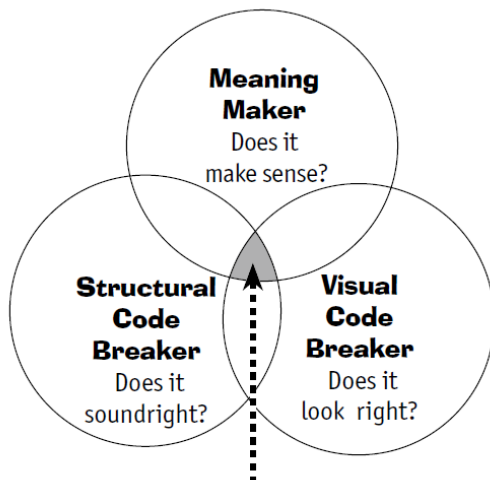 Meaning
Maker
Does it
make sense?
Structural
Code
Breaker
Does it
soundright?
Visual
Code
Breaker
Does it
look right?